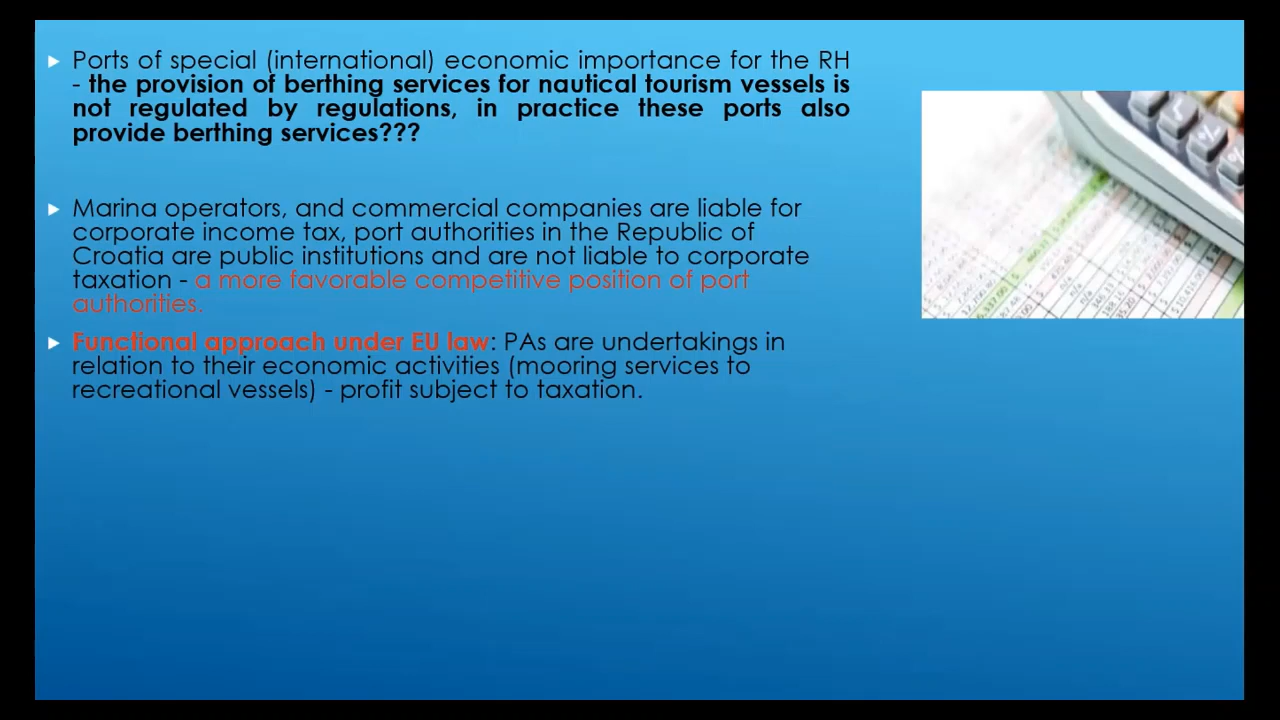 Ports of special (international) economic importance for the RH
- the provision of berthing services for nautical tourism vessels is
not regulated by regulations, in practice these ports also
provide berthing services???
Marina operators, and commercial companies are liable for
corporate income tax, port authorities in the Republic of
Croatia are public institutions and are not liable to corporate
taxation - a more favorable competitive position of port
authorities.
Functional approach under EU law: PAs are undertakings in
relation to their economic activities (mooring services to
recreational vessels) - profit subject to taxation.